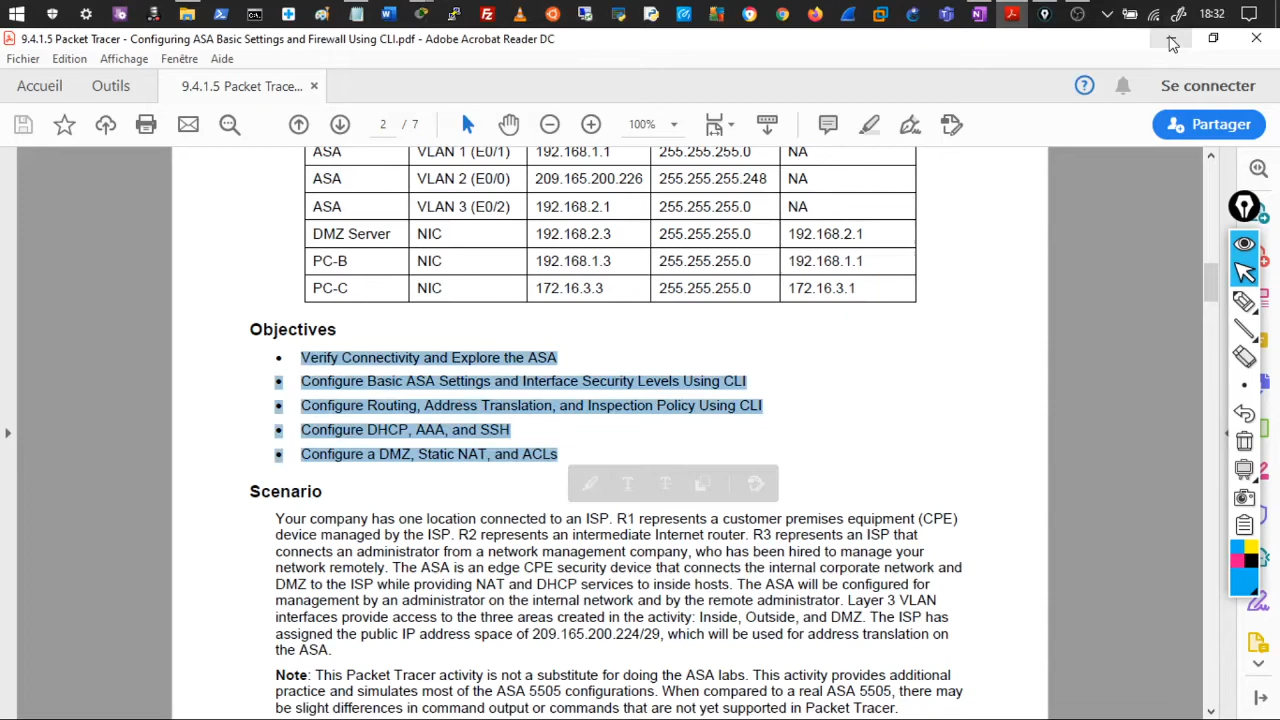 18:32
9.4.1.5 Packet Tracer - Configuring ASA Basic Settings and Firewall Using CLI.pdf - Adobe Acrobat Reader DC
Fichier Edition Affichage Fenêtre Aide
Accueil Outils 9.4.1.5 Packet Trace... Se connecter
2 / 7 100% Partager
ASA VLAN 1 (E0/1) 192.168.1.1 255.255.255.0 NA
ASA VLAN 2 (E0/0) 209.165.200.226 255.255.255.248 NA
ASA VLAN 3 (E0/2) 192.168.2.1 255.255.255.0 NA
DMZ Server NIC 192.168.2.3 255.255.255.0 192.168.2.1
PC-B NIC 192.168.1.3 255.255.255.0 192.168.1.1
PC-C NIC 172.16.3.3 255.255.255.0 172.16.3.1
Objectives
• Verify Connectivity and Explore the ASA
• Configure Basic ASA Settings and Interface Security Levels Using CLI
• Configure Routing, Address Translation, and Inspection Policy Using CLI
• Configure DHCP, AAA, and SSH
• Configure a DMZ, Static NAT, and ACLs
Scenario
Your company has one location connected to an ISP. R1 represents a customer premises equipment (CPE)
device managed by the ISP. R2 represents an intermediate Internet router. R3 represents an ISP that
connects an administrator from a network management company, who has been hired to manage your
network remotely. The ASA is an edge CPE security device that connects the internal corporate network and
DMZ to the ISP while providing NAT and DHCP services to inside hosts. The ASA will be configured for
management by an administrator on the internal network and by the remote administrator. Layer 3 VLAN
interfaces provide access to the three areas created in the activity: Inside, Outside, and DMZ. The ISP has
assigned the public IP address space of 209.165.200.224/29, which will be used for address translation on
the ASA.
Note: This Packet Tracer activity is not a substitute for doing the ASA labs. This activity provides additional
practice and simulates most of the ASA 5505 configurations. When compared to a real ASA 5505, there may
be slight differences in command output or commands that are not yet supported in Packet Tracer.